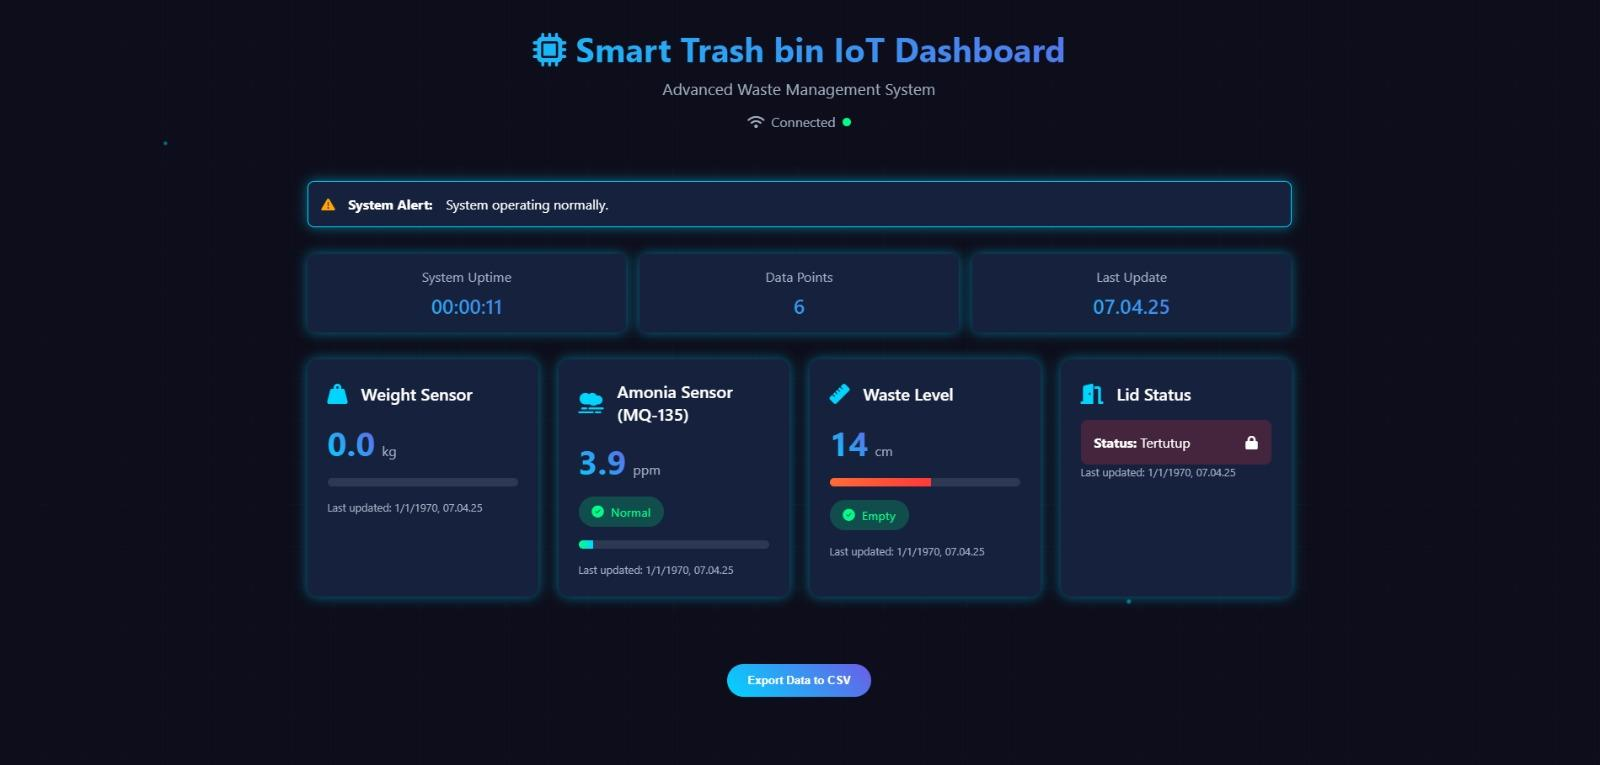 Smart Trash bin IoT Dashboard
Advanced Waste Management System
Connected
System Alert: System operating normally.
System Uptime
00:00:11
Data Points
6
Last Update
07.04.25
Weight Sensor
0.0 kg
Last updated: 1/1/1970, 07.04.25
Amonia Sensor
(MQ-135)
3.9 ppm
Normal
Last updated: 1/1/1970, 07.04.25
Waste Level
14 cm
Empty
Last updated: 1/1/1970, 07.04.25
Lid Status
Status: Tertutup
Last updated: 1/1/1970, 07.04.25
Export Data to CSV